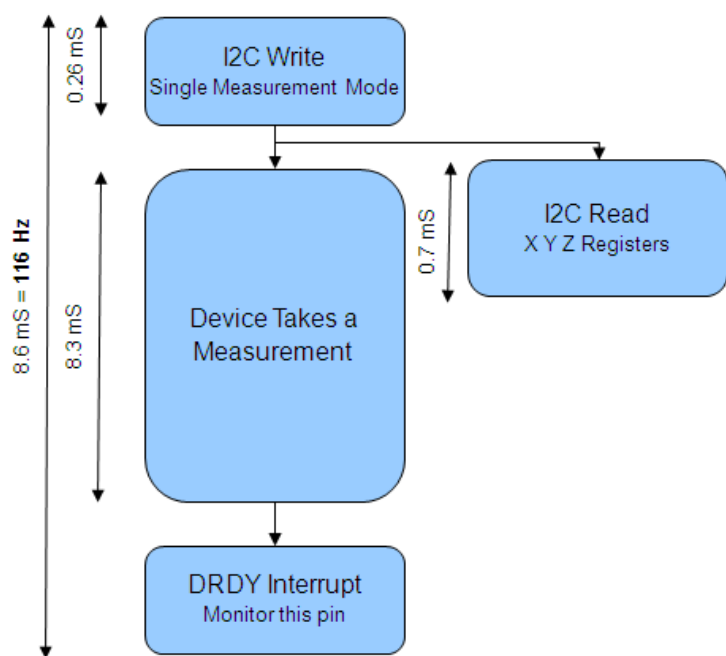 8.6 mS = 116 Hz
0.26 mS
I2C Write
Single Measurement Mode
8.3 mS
Device Takes a
Measurement
0.7 mS
I2C Read
X Y Z Registers
DRDY Interrupt
Monitor this pin